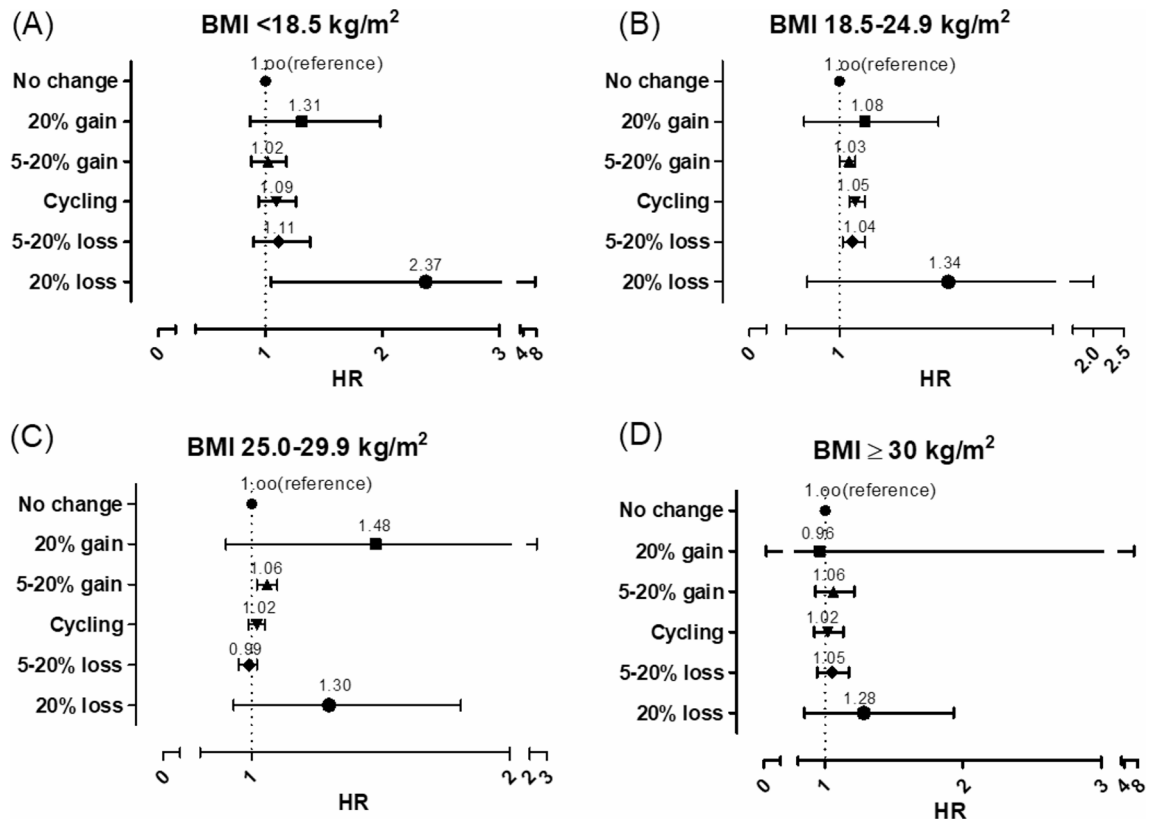 (A)
BMI <18.5 kg/m²
No change
1.oo(reference)
20% gain
1.31
5-20% gain
1.02
Cycling
1.09
5-20% loss
1.11
20% loss
2.37
0 1 2 3 4 8
HR
(B)
BMI 18.5-24.9 kg/m²
No change
1.oo(reference)
20% gain
1.08
5-20% gain
1.03
Cycling
1.05
5-20% loss
1.04
20% loss
1.34
0 1 2.0 2.5
HR
(C)
BMI 25.0-29.9 kg/m²
No change
1.oo(reference)
20% gain
1.48
5-20% gain
1.06
Cycling
1.02
5-20% loss
0.99
20% loss
1.30
0 1 2 2 3
HR
(D)
BMI ≥ 30 kg/m²
No change
1.oo(reference)
20% gain
0.96
5-20% gain
1.06
Cycling
1.02
5-20% loss
1.05
20% loss
1.28
0 1 2 3 4 8
HR